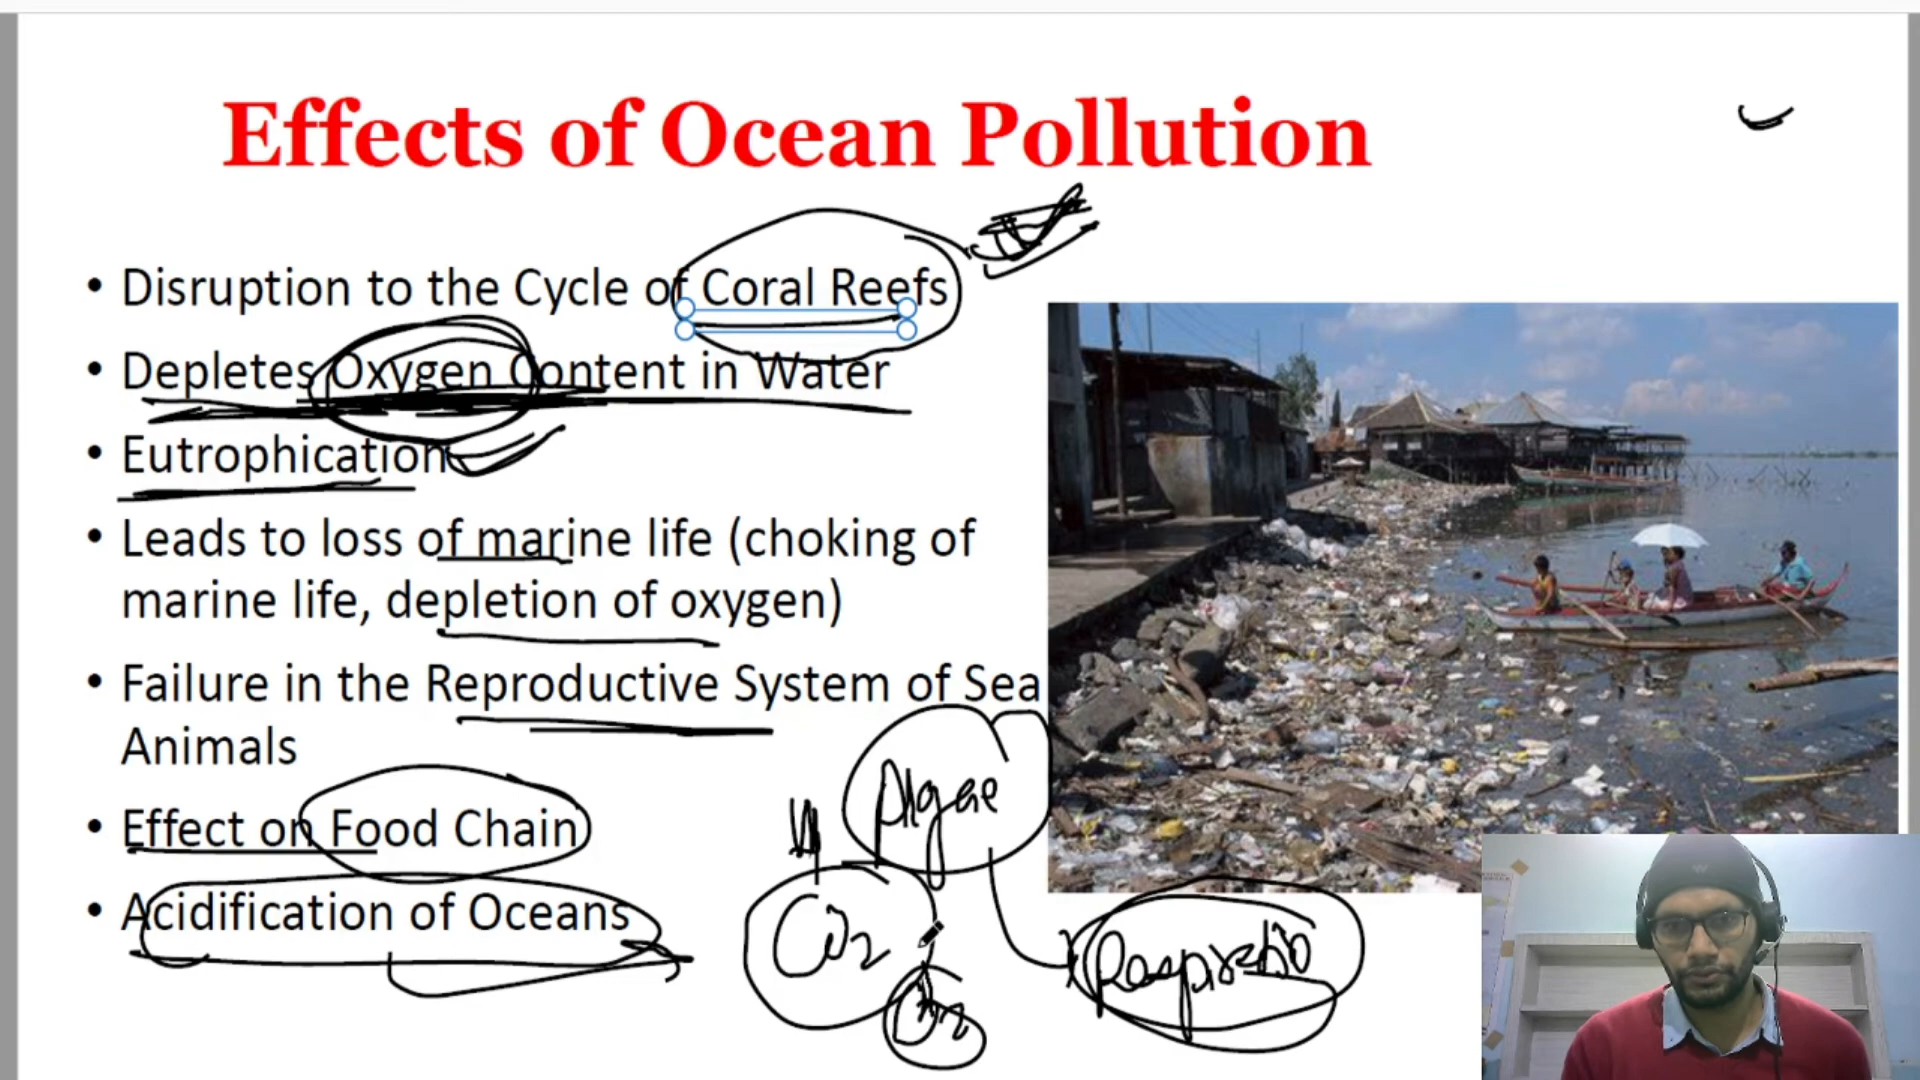 Effects of Ocean Pollution
• Disruption to the Cycle of Coral Reefs
• Depletes Oxygen Content in Water
• Eutrophication
• Leads to loss of marine life (choking of
marine life, depletion of oxygen)
• Failure in the Reproductive System of Sea
Animals
• Effect on Food Chain
• Acidification of Oceans
Algae
CO2
O2
Respiratio